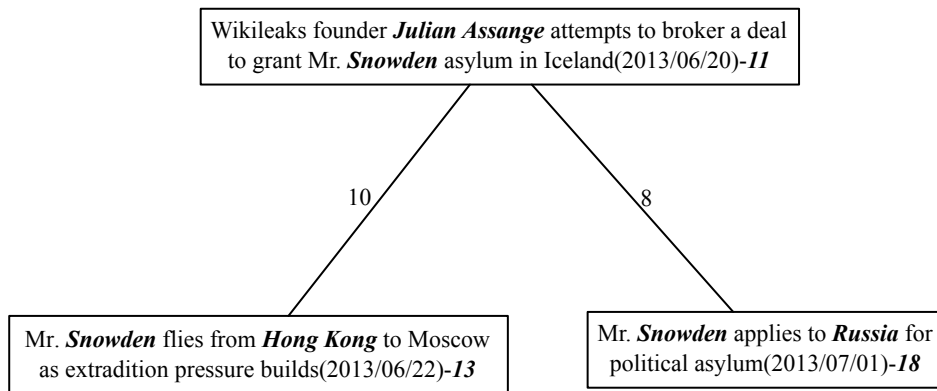 Wikileaks founder Julian Assange attempts to broker a deal
to grant Mr. Snowden asylum in Iceland(2013/06/20)-11
10
8
Mr. Snowden flies from Hong Kong to Moscow
as extradition pressure builds(2013/06/22)-13
Mr. Snowden applies to Russia for
political asylum(2013/07/01)-18